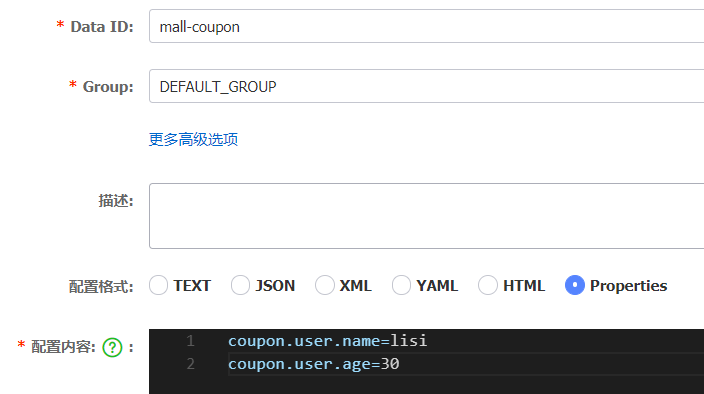 * Data ID: mall-coupon
* Group: DEFAULT_GROUP
更多高级选项
描述:
配置格式: TEXT JSON XML YAML HTML Properties
* 配置内容: ? : 1 coupon.user.name=lisi
2 coupon.user.age=30